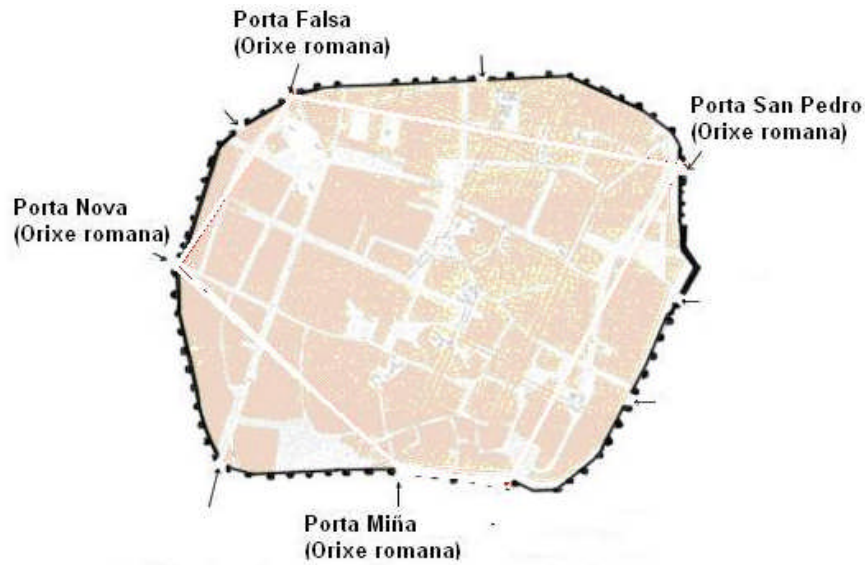 Porta Falsa
(Orixe romana)
Porta San Pedro
(Orixe romana)
Porta Nova
(Orixe romana)
Porta Miña
(Orixe romana)